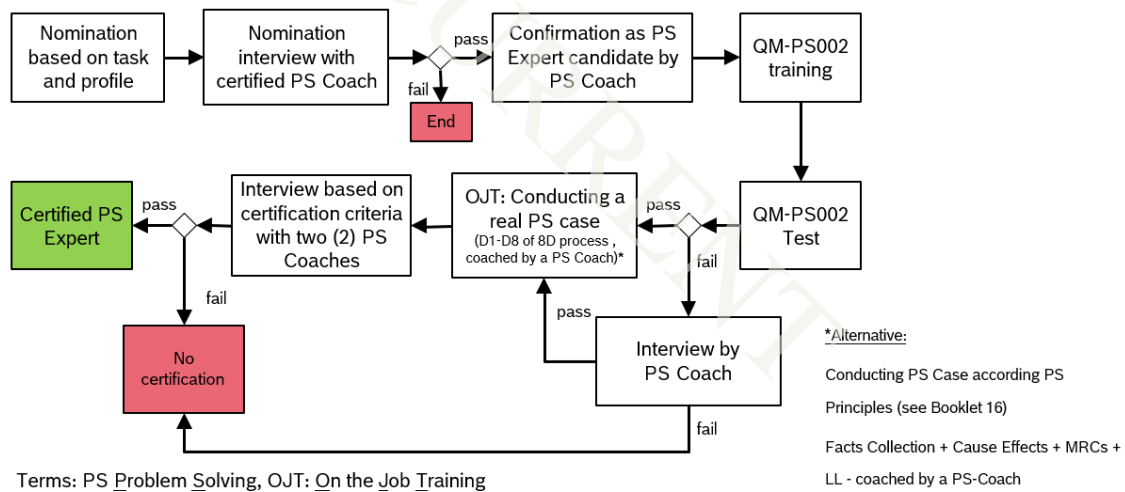 Nomination
based on task
and profile
Nomination
interview with
certified PS Coach
pass
fail
End
Confirmation as PS
Expert candidate by
PS Coach
QM-PS002
training
Certified PS
Expert
pass
fail
Interview based on
certification criteria
with two (2) PS
Coaches
OJT: Conducting a
real PS case
(D1-D8 of 8D process ,
coached by a PS Coach)*
pass
fail
QM-PS002
Test
No
certification
pass
Interview by
PS Coach
fail
*Alternative:
Conducting PS Case according PS
Principles (see Booklet 16)
Facts Collection + Cause Effects + MRCs +
LL - coached by a PS-Coach
Terms: PS Problem Solving, OJT: On the Job Training
CURRENT